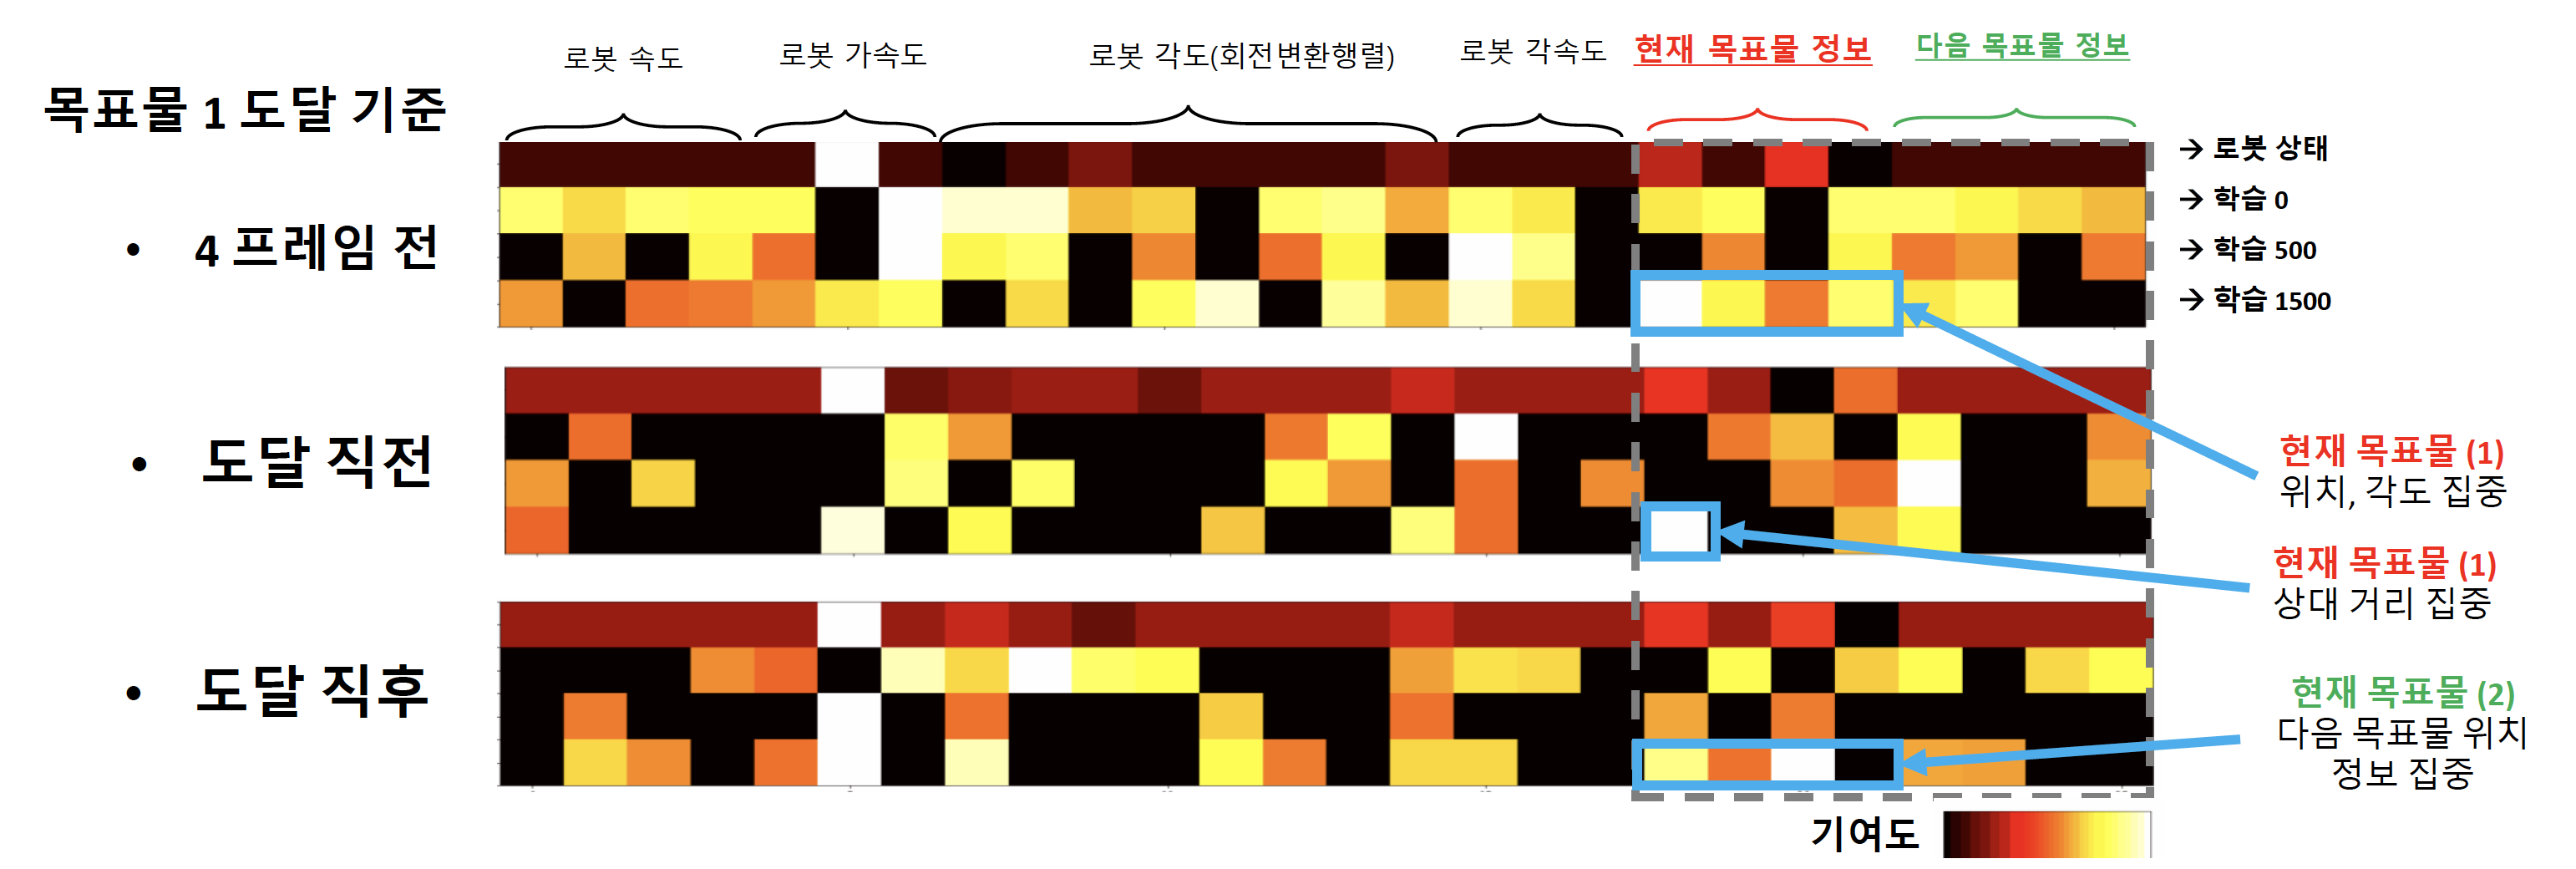 로봇 속도
로봇 가속도
로봇 각도(회전변환행렬)
로봇 각속도
현재 목표물 정보
다음 목표물 정보
목표물 1 도달 기준
• 4 프레임 전
→ 로봇 상태
→ 학습 0
→ 학습 500
→ 학습 1500
• 도달 직전
현재 목표물 (1)
위치, 각도 집중
현재 목표물 (1)
상대 거리 집중
• 도달 직후
현재 목표물 (2)
다음 목표물 위치
정보 집중
기여도